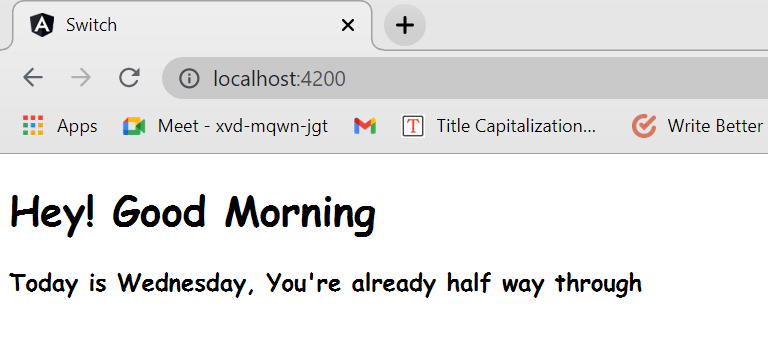 Switch
localhost:4200
Apps Meet - xvd-mqwn-jgt Title Capitalization... Write Better
Hey! Good Morning
Today is Wednesday, You're already half way through